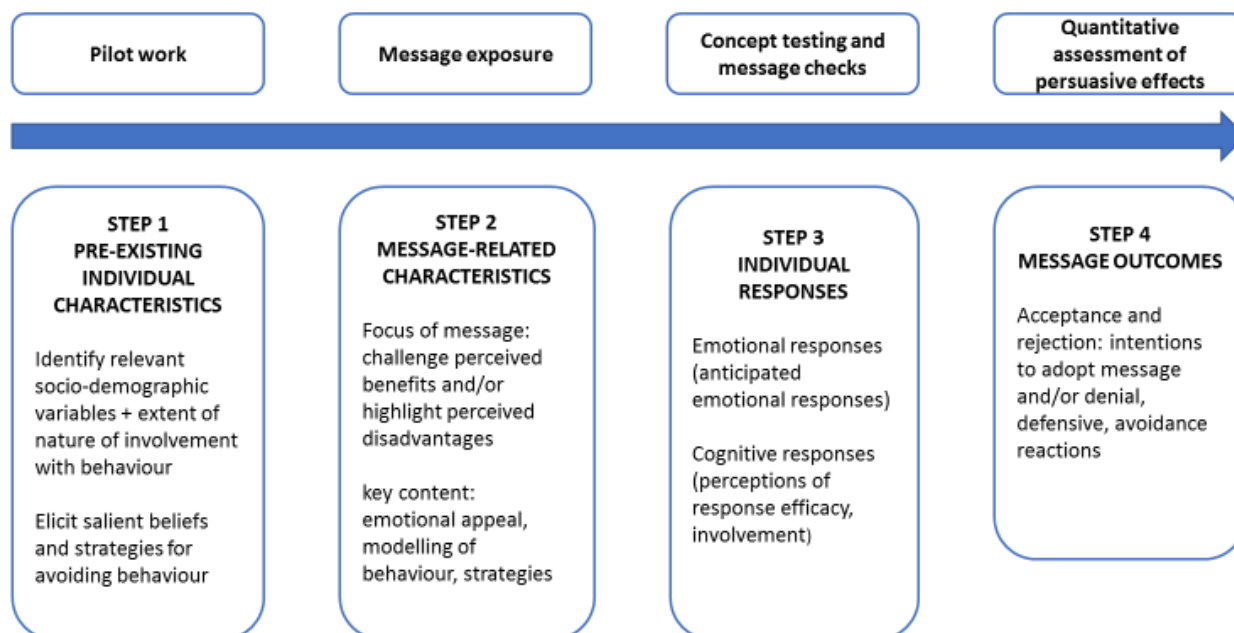 Pilot work
Message exposure
Concept testing and
message checks
Quantitative
assessment of
persuasive effects
STEP 1
PRE-EXISTING
INDIVIDUAL
CHARACTERISTICS
Identify relevant
socio-demographic
variables + extent of
nature of involvement
with behaviour
Elicit salient beliefs
and strategies for
avoiding behaviour
STEP 2
MESSAGE-RELATED
CHARACTERISTICS
Focus of message:
challenge perceived
benefits and/or
highlight perceived
disadvantages
key content:
emotional appeal,
modelling of
behaviour, strategies
STEP 3
INDIVIDUAL
RESPONSES
Emotional responses
(anticipated
emotional responses)
Cognitive responses
(perceptions of
response efficacy,
involvement)
STEP 4
MESSAGE OUTCOMES
Acceptance and
rejection: intentions
to adopt message
and/or denial,
defensive, avoidance
reactions